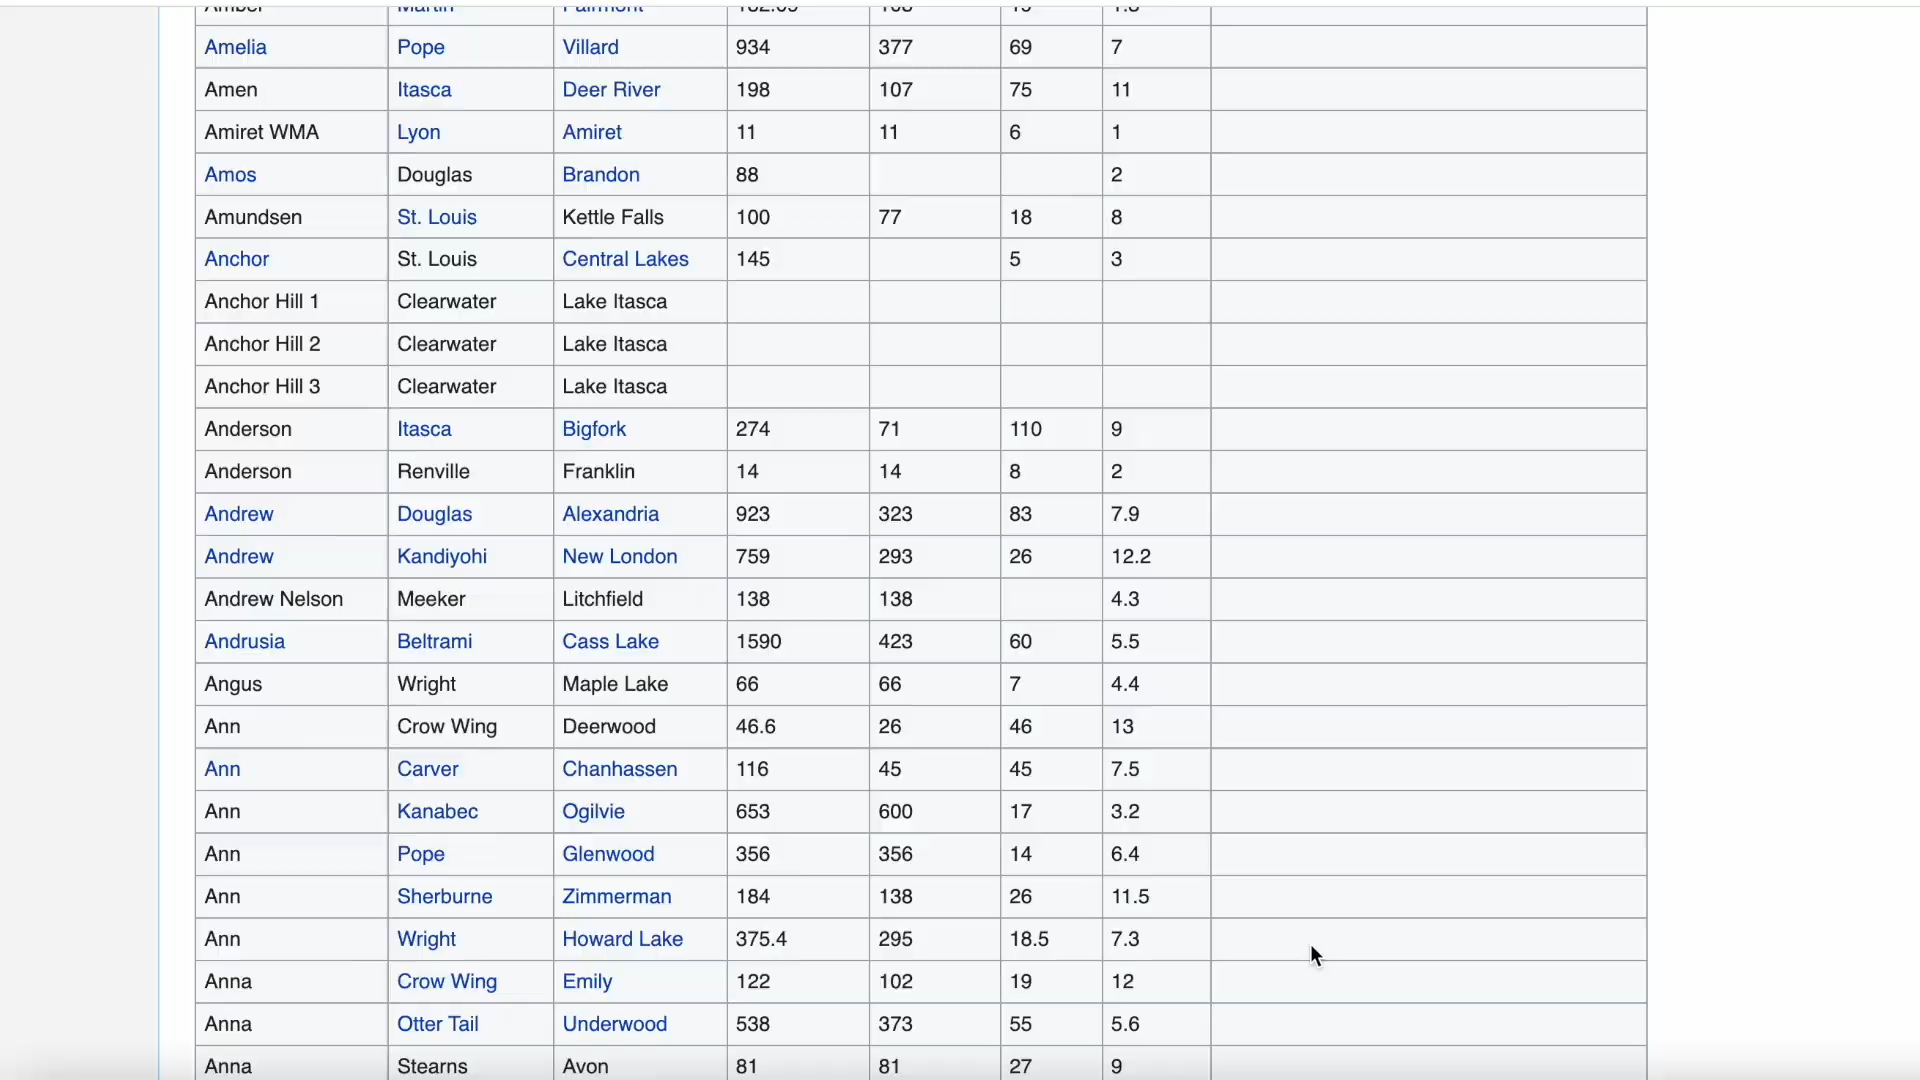 Amelia Pope Villard 934 377 69 7
Amen Itasca Deer River 198 107 75 11
Amiret WMA Lyon Amiret 11 11 6 1
Amos Douglas Brandon 88 2
Amundsen St. Louis Kettle Falls 100 77 18 8
Anchor St. Louis Central Lakes 145 5 3
Anchor Hill 1 Clearwater Lake Itasca
Anchor Hill 2 Clearwater Lake Itasca
Anchor Hill 3 Clearwater Lake Itasca
Anderson Itasca Bigfork 274 71 110 9
Anderson Renville Franklin 14 14 8 2
Andrew Douglas Alexandria 923 323 83 7.9
Andrew Kandiyohi New London 759 293 26 12.2
Andrew Nelson Meeker Litchfield 138 138 4.3
Andrusia Beltrami Cass Lake 1590 423 60 5.5
Angus Wright Maple Lake 66 66 7 4.4
Ann Crow Wing Deerwood 46.6 26 46 13
Ann Carver Chanhassen 116 45 45 7.5
Ann Kanabec Ogilvie 653 600 17 3.2
Ann Pope Glenwood 356 356 14 6.4
Ann Sherburne Zimmerman 184 138 26 11.5
Ann Wright Howard Lake 375.4 295 18.5 7.3
Anna Crow Wing Emily 122 102 19 12
Anna Otter Tail Underwood 538 373 55 5.6
Anna Stearns Avon 81 81 27 9